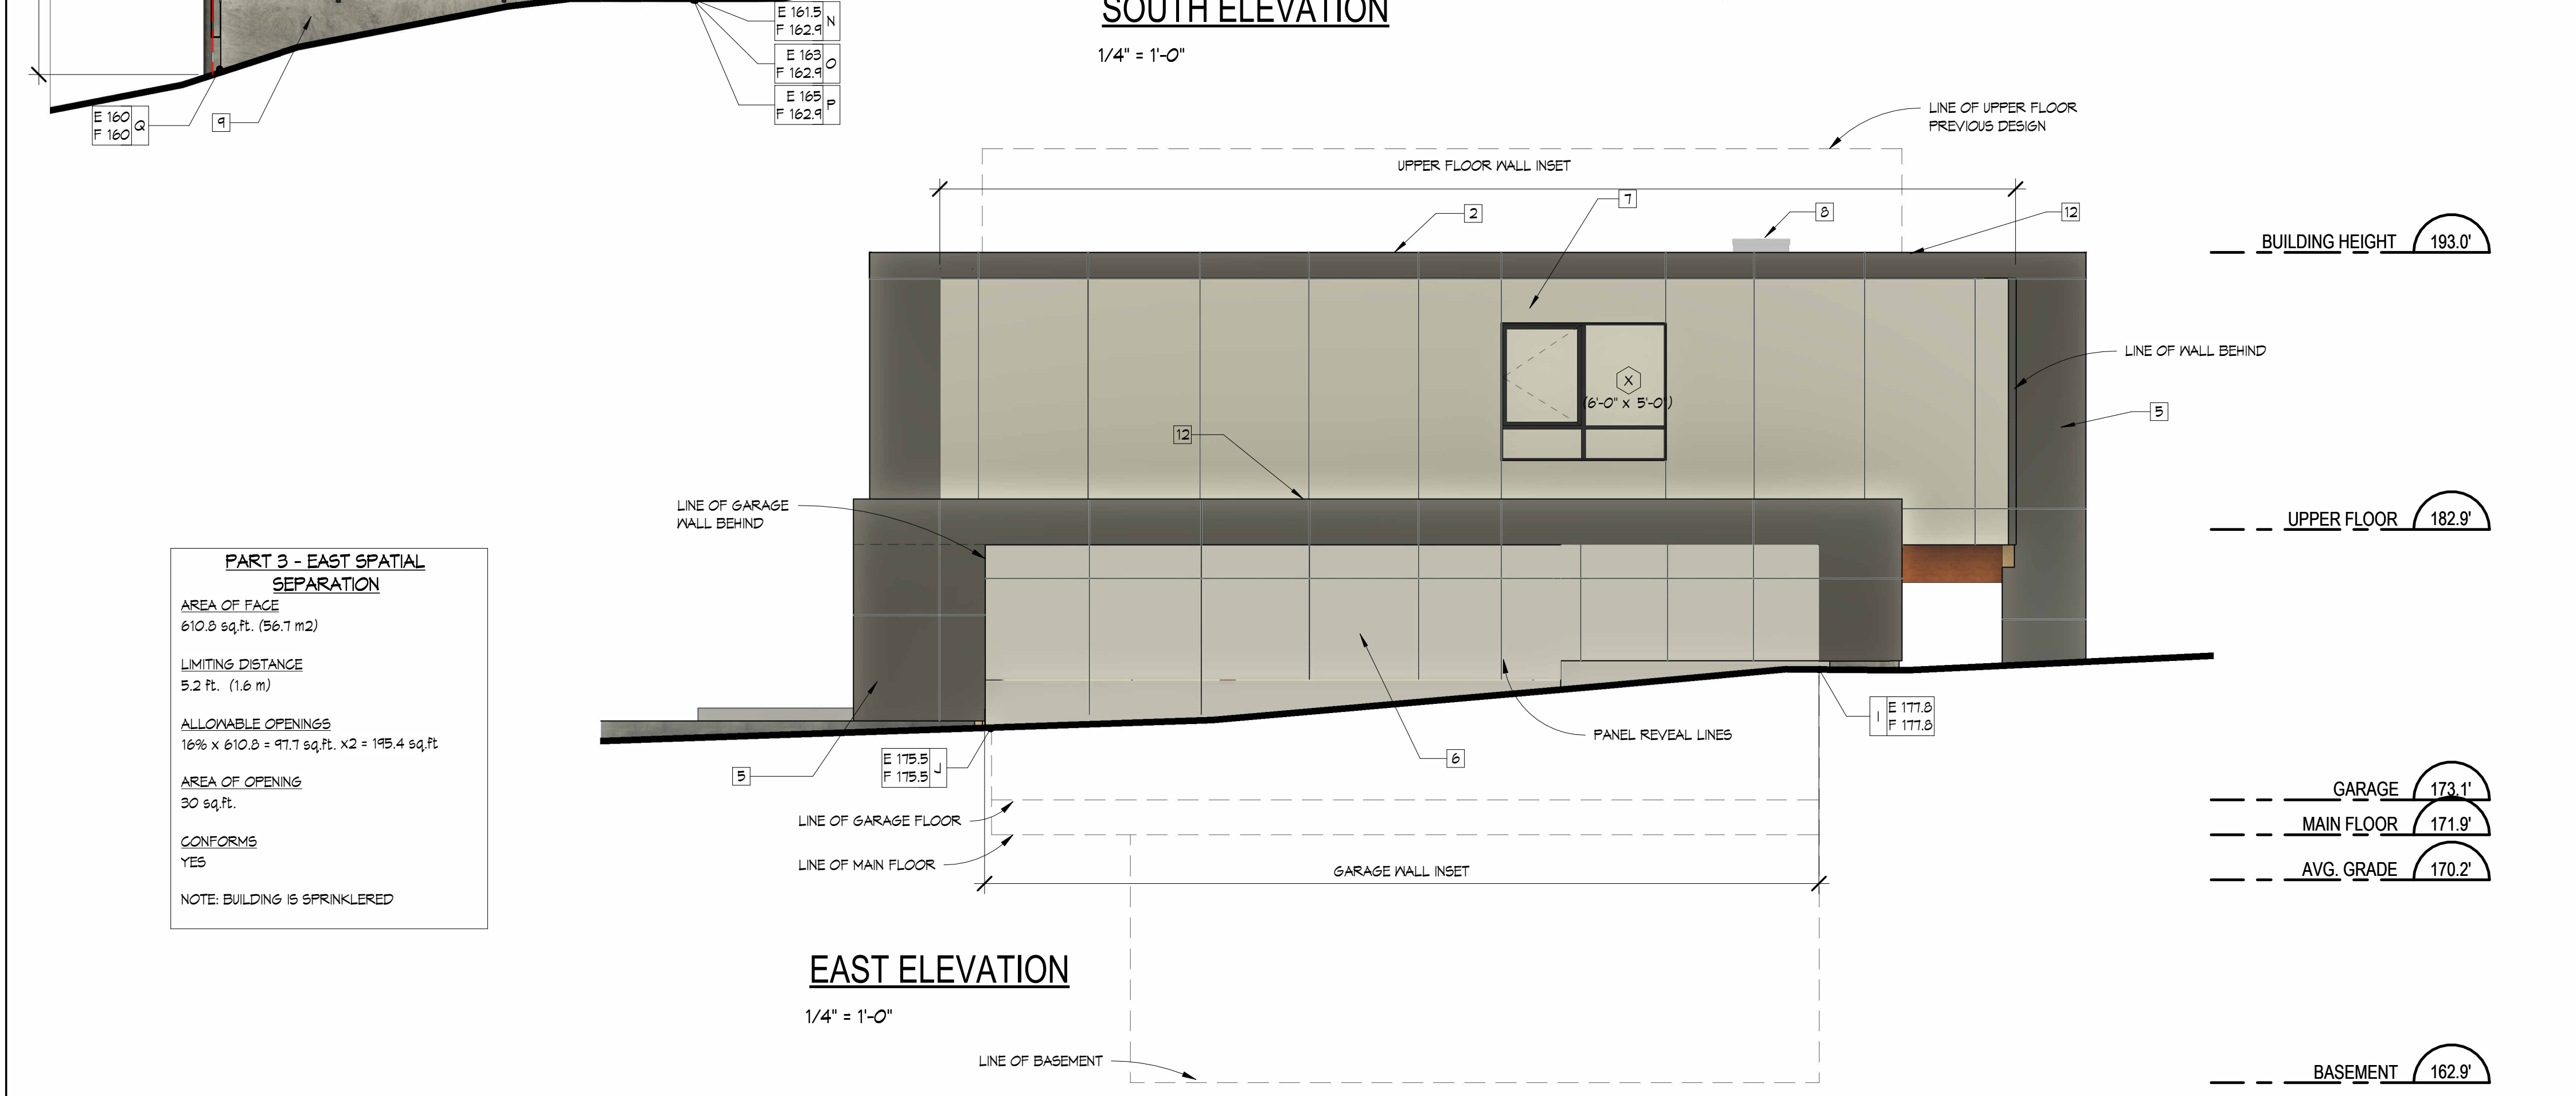 SOUTH ELEVATION
1/4" = 1'-0"
E 161.5
F 162.9
N
E 163
F 162.9
O
E 165
F 162.9
P
E 160
F 160
Q
9
LINE OF UPPER FLOOR
PREVIOUS DESIGN
UPPER FLOOR WALL INSET
7
2
8
12
BUILDING HEIGHT 193.0'
LINE OF WALL BEHIND
X
(6'-0" x 5'-0")
5
12
LINE OF GARAGE
WALL BEHIND
UPPER FLOOR 182.9'
PART 3 - EAST SPATIAL
SEPARATION
AREA OF FACE
610.8 sq.ft. (56.7 m2)
LIMITING DISTANCE
5.2 ft. (1.6 m)
ALLOWABLE OPENINGS
16% x 610.8 = 97.7 sq.ft. x2 = 195.4 sq.ft
AREA OF OPENING
30 sq.ft.
CONFORMS
YES
NOTE: BUILDING IS SPRINKLERED
I
E 177.8
F 177.8
PANEL REVEAL LINES
6
5
E 175.5
F 175.5
J
GARAGE 173.1'
LINE OF GARAGE FLOOR
MAIN FLOOR 171.9'
LINE OF MAIN FLOOR
GARAGE WALL INSET
AVG. GRADE 170.2'
EAST ELEVATION
1/4" = 1'-0"
LINE OF BASEMENT
BASEMENT 162.9'